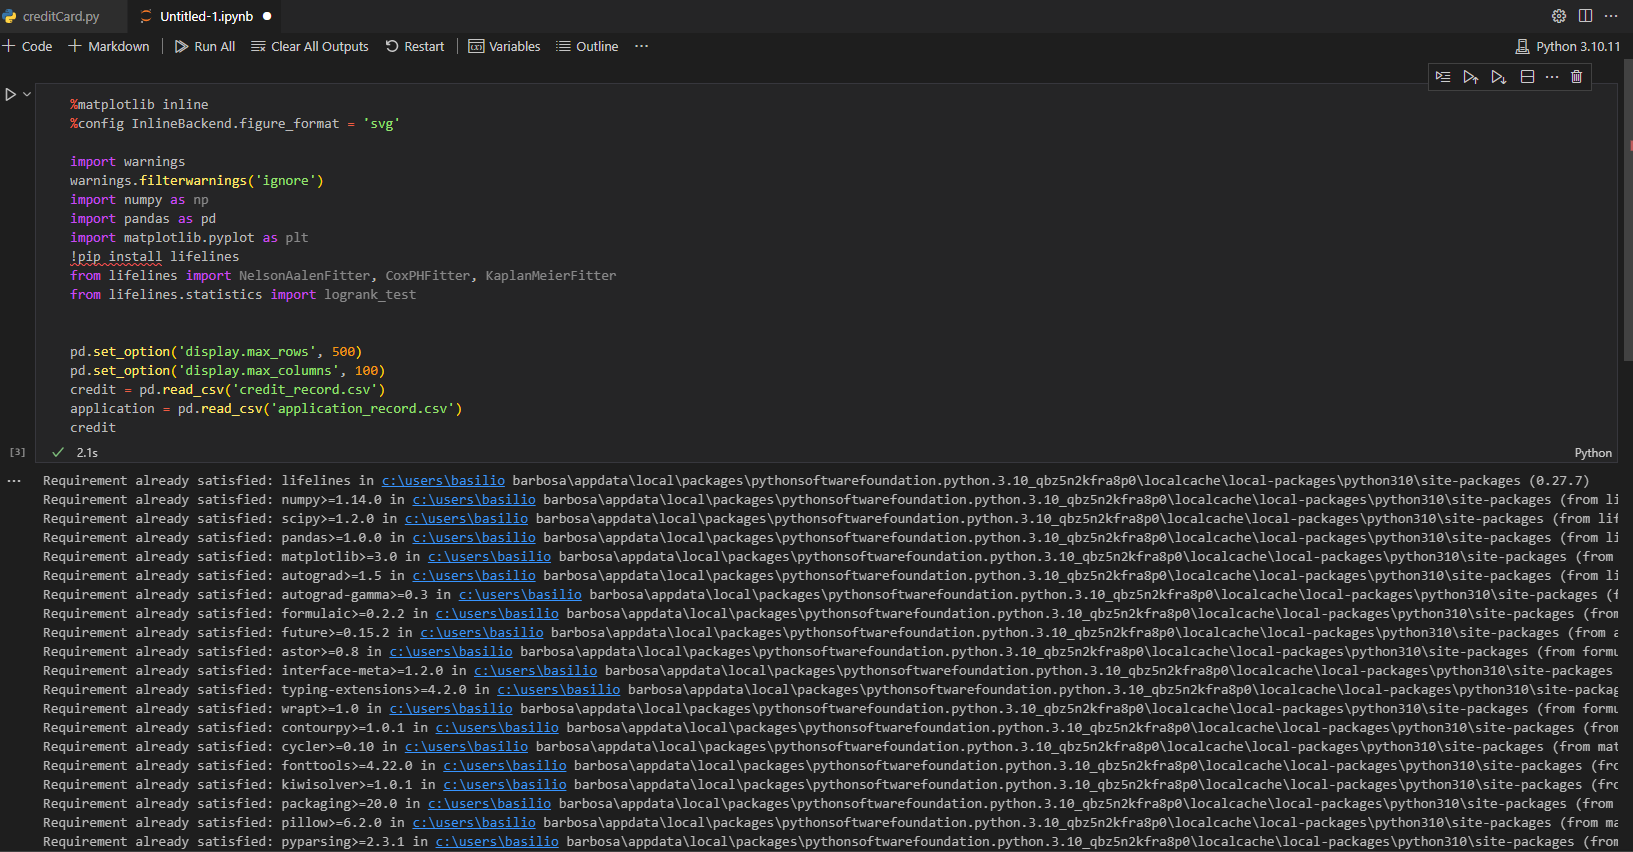 creditCard.py Untitled-1.ipynb
Code Markdown Run All Clear All Outputs Restart Variables Outline ... Python 3.10.11
%matplotlib inline
%config InlineBackend.figure_format = 'svg'
import warnings
warnings.filterwarnings('ignore')
import numpy as np
import pandas as pd
import matplotlib.pyplot as plt
!pip install lifelines
from lifelines import NelsonAalenFitter, CoxPHFitter, KaplanMeierFitter
from lifelines.statistics import logrank_test
pd.set_option('display.max_rows', 500)
pd.set_option('display.max_columns', 100)
credit = pd.read_csv('credit_record.csv')
application = pd.read_csv('application_record.csv')
credit
[3] 2.1s Python
Requirement already satisfied: lifelines in c:\users\basilio barbosa\appdata\local\packages\pythonsoftwarefoundation.python.3.10_qbz5n2kfra8p0\localcache\local-packages\python310\site-packages (0.27.7)
Requirement already satisfied: numpy>=1.14.0 in c:\users\basilio barbosa\appdata\local\packages\pythonsoftwarefoundation.python.3.10_qbz5n2kfra8p0\localcache\local-packages\python310\site-packages (from li
Requirement already satisfied: scipy>=1.2.0 in c:\users\basilio barbosa\appdata\local\packages\pythonsoftwarefoundation.python.3.10_qbz5n2kfra8p0\localcache\local-packages\python310\site-packages (from lif
Requirement already satisfied: pandas>=1.0.0 in c:\users\basilio barbosa\appdata\local\packages\pythonsoftwarefoundation.python.3.10_qbz5n2kfra8p0\localcache\local-packages\python310\site-packages (from li
Requirement already satisfied: matplotlib>=3.0 in c:\users\basilio barbosa\appdata\local\packages\pythonsoftwarefoundation.python.3.10_qbz5n2kfra8p0\localcache\local-packages\python310\site-packages (from
Requirement already satisfied: autograd>=1.5 in c:\users\basilio barbosa\appdata\local\packages\pythonsoftwarefoundation.python.3.10_qbz5n2kfra8p0\localcache\local-packages\python310\site-packages (from li
Requirement already satisfied: autograd-gamma>=0.3 in c:\users\basilio barbosa\appdata\local\packages\pythonsoftwarefoundation.python.3.10_qbz5n2kfra8p0\localcache\local-packages\python310\site-packages (f
Requirement already satisfied: formulaic>=0.2.2 in c:\users\basilio barbosa\appdata\local\packages\pythonsoftwarefoundation.python.3.10_qbz5n2kfra8p0\localcache\local-packages\python310\site-packages (from
Requirement already satisfied: future>=0.15.2 in c:\users\basilio barbosa\appdata\local\packages\pythonsoftwarefoundation.python.3.10_qbz5n2kfra8p0\localcache\local-packages\python310\site-packages (from a
Requirement already satisfied: astor>=0.8 in c:\users\basilio barbosa\appdata\local\packages\pythonsoftwarefoundation.python.3.10_qbz5n2kfra8p0\localcache\local-packages\python310\site-packages (from formu
Requirement already satisfied: interface-meta>=1.2.0 in c:\users\basilio barbosa\appdata\local\packages\pythonsoftwarefoundation.python.3.10_qbz5n2kfra8p0\localcache\local-packages\python310\site-packages
Requirement already satisfied: typing-extensions>=4.2.0 in c:\users\basilio barbosa\appdata\local\packages\pythonsoftwarefoundation.python.3.10_qbz5n2kfra8p0\localcache\local-packages\python310\site-packag
Requirement already satisfied: wrapt>=1.0 in c:\users\basilio barbosa\appdata\local\packages\pythonsoftwarefoundation.python.3.10_qbz5n2kfra8p0\localcache\local-packages\python310\site-packages (from formu
Requirement already satisfied: contourpy>=1.0.1 in c:\users\basilio barbosa\appdata\local\packages\pythonsoftwarefoundation.python.3.10_qbz5n2kfra8p0\localcache\local-packages\python310\site-packages (from
Requirement already satisfied: cycler>=0.10 in c:\users\basilio barbosa\appdata\local\packages\pythonsoftwarefoundation.python.3.10_qbz5n2kfra8p0\localcache\local-packages\python310\site-packages (from mat
Requirement already satisfied: fonttools>=4.22.0 in c:\users\basilio barbosa\appdata\local\packages\pythonsoftwarefoundation.python.3.10_qbz5n2kfra8p0\localcache\local-packages\python310\site-packages (fro
Requirement already satisfied: kiwisolver>=1.0.1 in c:\users\basilio barbosa\appdata\local\packages\pythonsoftwarefoundation.python.3.10_qbz5n2kfra8p0\localcache\local-packages\python310\site-packages (fro
Requirement already satisfied: packaging>=20.0 in c:\users\basilio barbosa\appdata\local\packages\pythonsoftwarefoundation.python.3.10_qbz5n2kfra8p0\localcache\local-packages\python310\site-packages (from
Requirement already satisfied: pillow>=6.2.0 in c:\users\basilio barbosa\appdata\local\packages\pythonsoftwarefoundation.python.3.10_qbz5n2kfra8p0\localcache\local-packages\python310\site-packages (from ma
Requirement already satisfied: pyparsing>=2.3.1 in c:\users\basilio barbosa\appdata\local\packages\pythonsoftwarefoundation.python.3.10_qbz5n2kfra8p0\localcache\local-packages\python310\site-packages (from